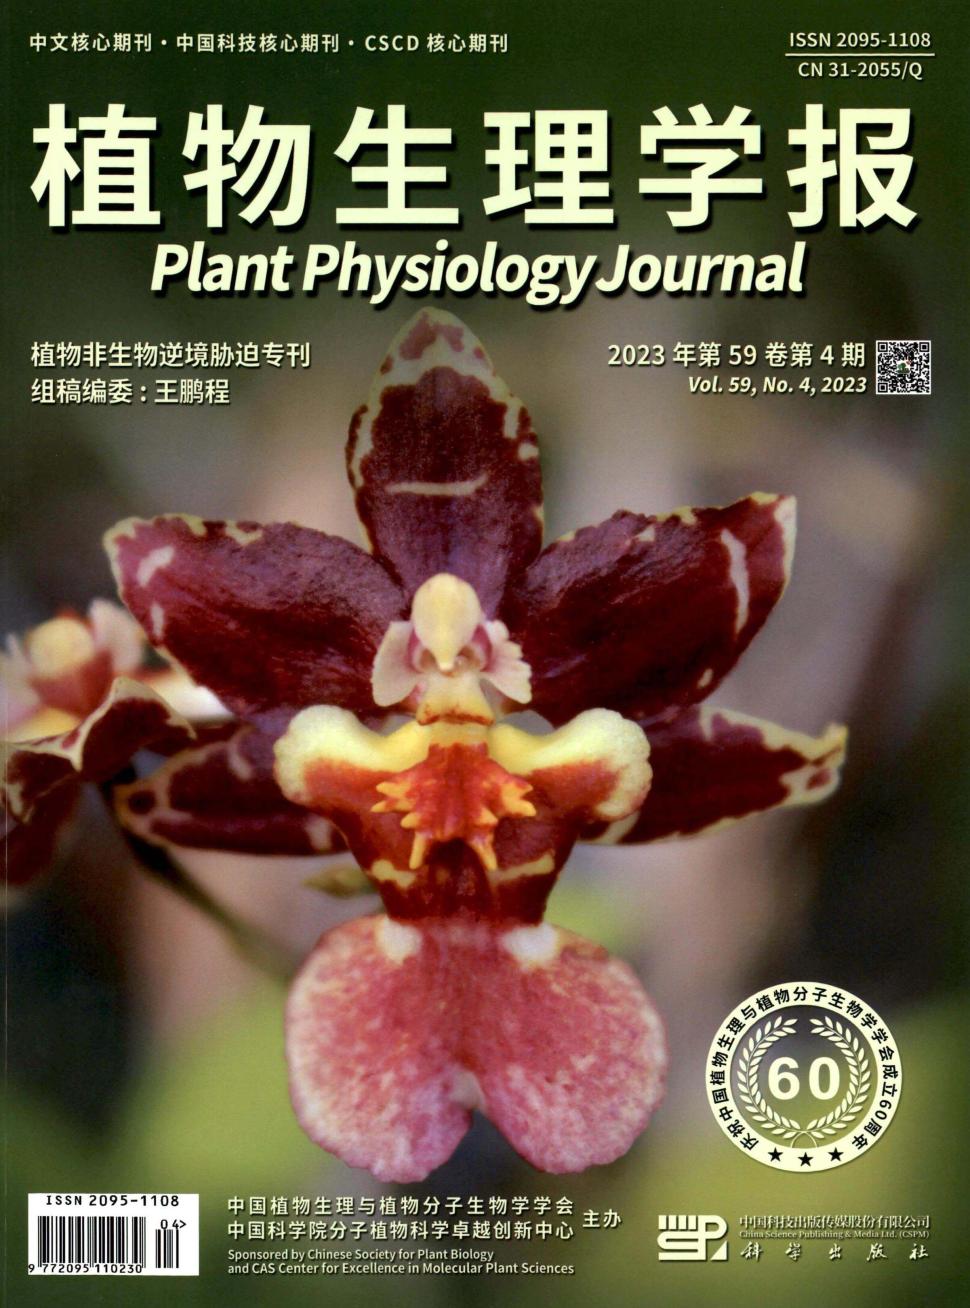 中文核心期刊・中国科技核心期刊・CSCD 核心期刊
ISSN 2095-1108
CN 31-2055/Q
植物生理学报
Plant Physiology Journal
植物非生物逆境胁迫专刊
组稿编委：王鹏程
2023 年第 59 卷第 4 期
Vol. 59, No. 4, 2023
庆祝中国植物生理与植物分子生物学学会成立60周年
60
ISSN 2095-1108
04>
9 772095 110230
中国植物生理与植物分子生物学学会
中国科学院分子植物科学卓越创新中心
主办
Sponsored by Chinese Society for Plant Biology
and CAS Center for Excellence in Molecular Plant Sciences
中国科技出版传媒股份有限公司
China Science Publishing & Media Ltd. (CSPM)
科学出版社